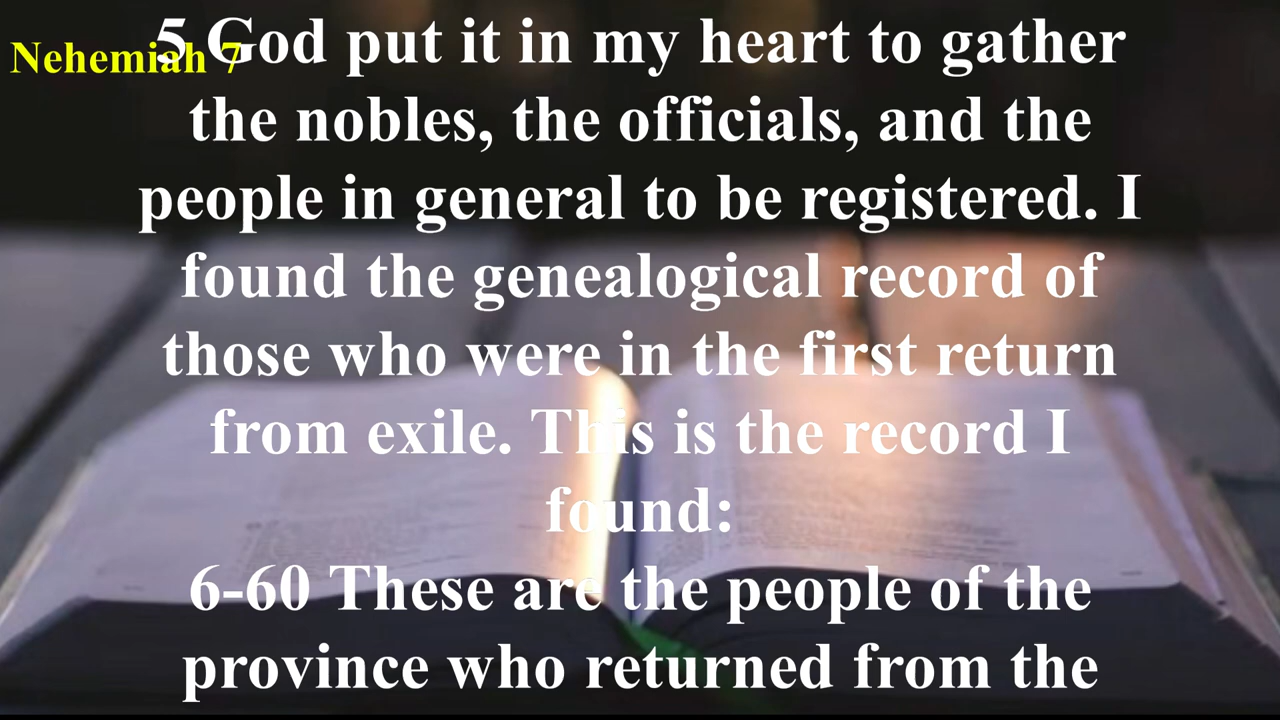 Nehemiah 7
5 God put it in my heart to gather
the nobles, the officials, and the
people in general to be registered. I
found the genealogical record of
those who were in the first return
from exile. This is the record I
found:
6-60 These are the people of the
province who returned from the